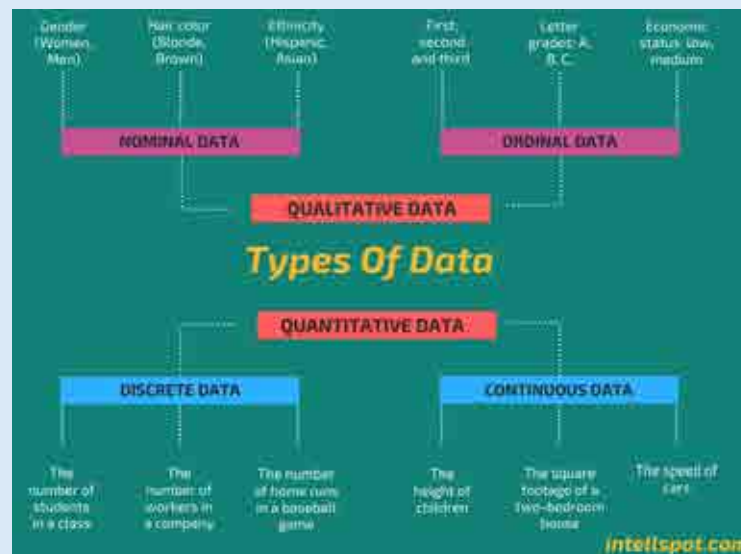 Gender
(Women,
Men)
Hair color
(Blonde,
Brown)
Ethnicity
(Hispanic,
Asian)
First,
second
and third
Letter
grades: A,
B, C,
Economic
status: low,
medium
NOMINAL DATA
ORDINAL DATA
QUALITATIVE DATA
Types Of Data
QUANTITATIVE DATA
DISCRETE DATA
CONTINUOUS DATA
The
number of
students
in a class
The
number of
workers in
a company
The number
of home runs
in a baseball
game
The
height of
children
The square
footage of a
two-bedroom
house
The speed of
cars
intellspot.com